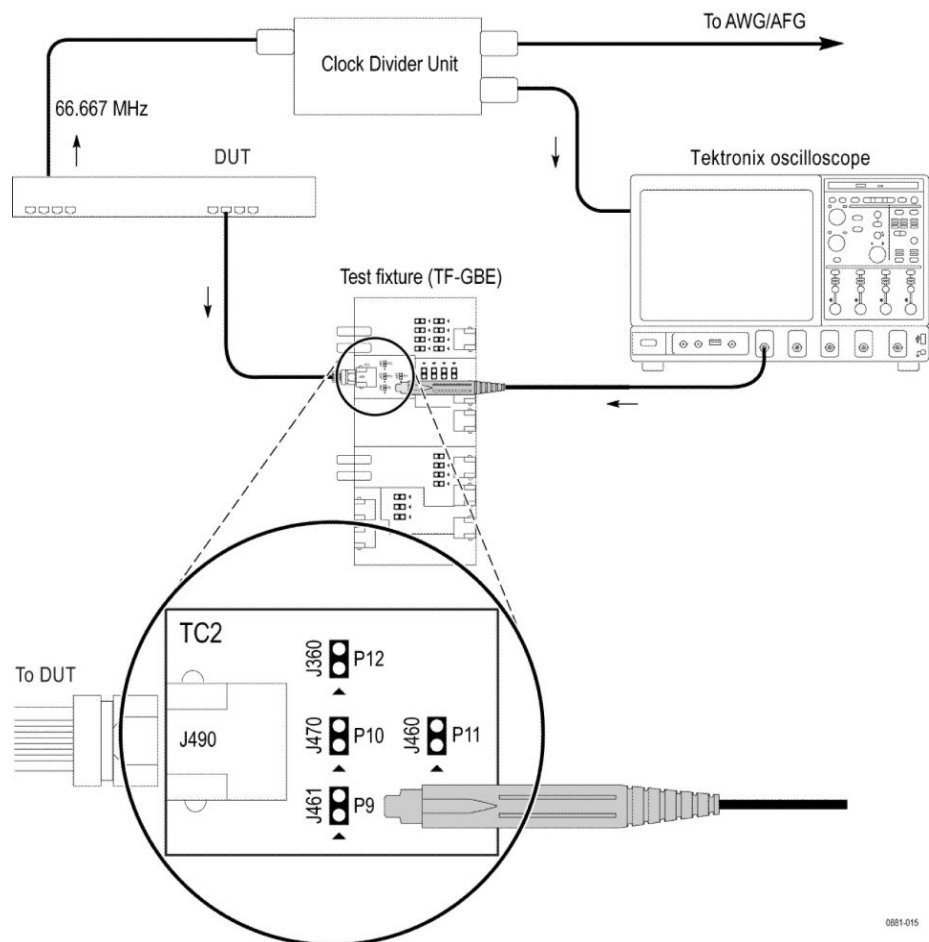 To AWG/AFG
Clock Divider Unit
66.667 MHz
DUT
Tektronix oscilloscope
Test fixture (TF-GBE)
TC2
To DUT
J490
J360
P12
J470
P10
J460
P11
J461
P9
0881-015